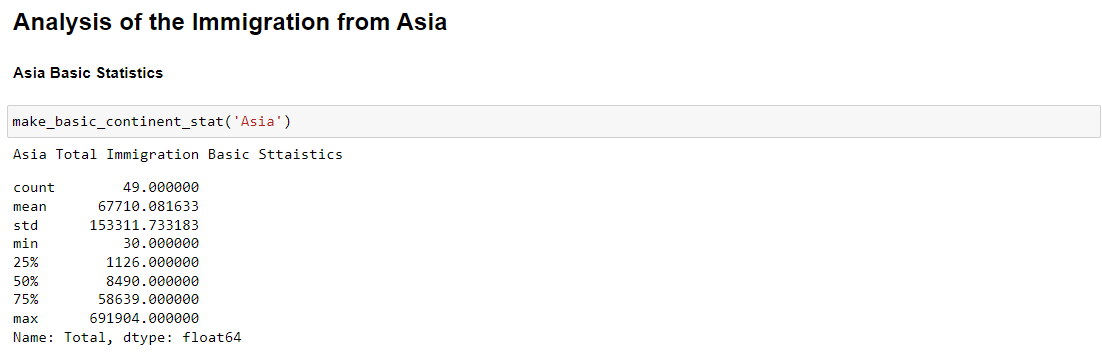 Analysis of the Immigration from Asia
Asia Basic Statistics
make_basic_continent_stat('Asia')
Asia Total Immigration Basic Sttaistics
count        49.000000
mean      67710.081633
std      153311.733183
min          30.000000
25%        1126.000000
50%        8490.000000
75%       58639.000000
max      691904.000000
Name: Total, dtype: float64